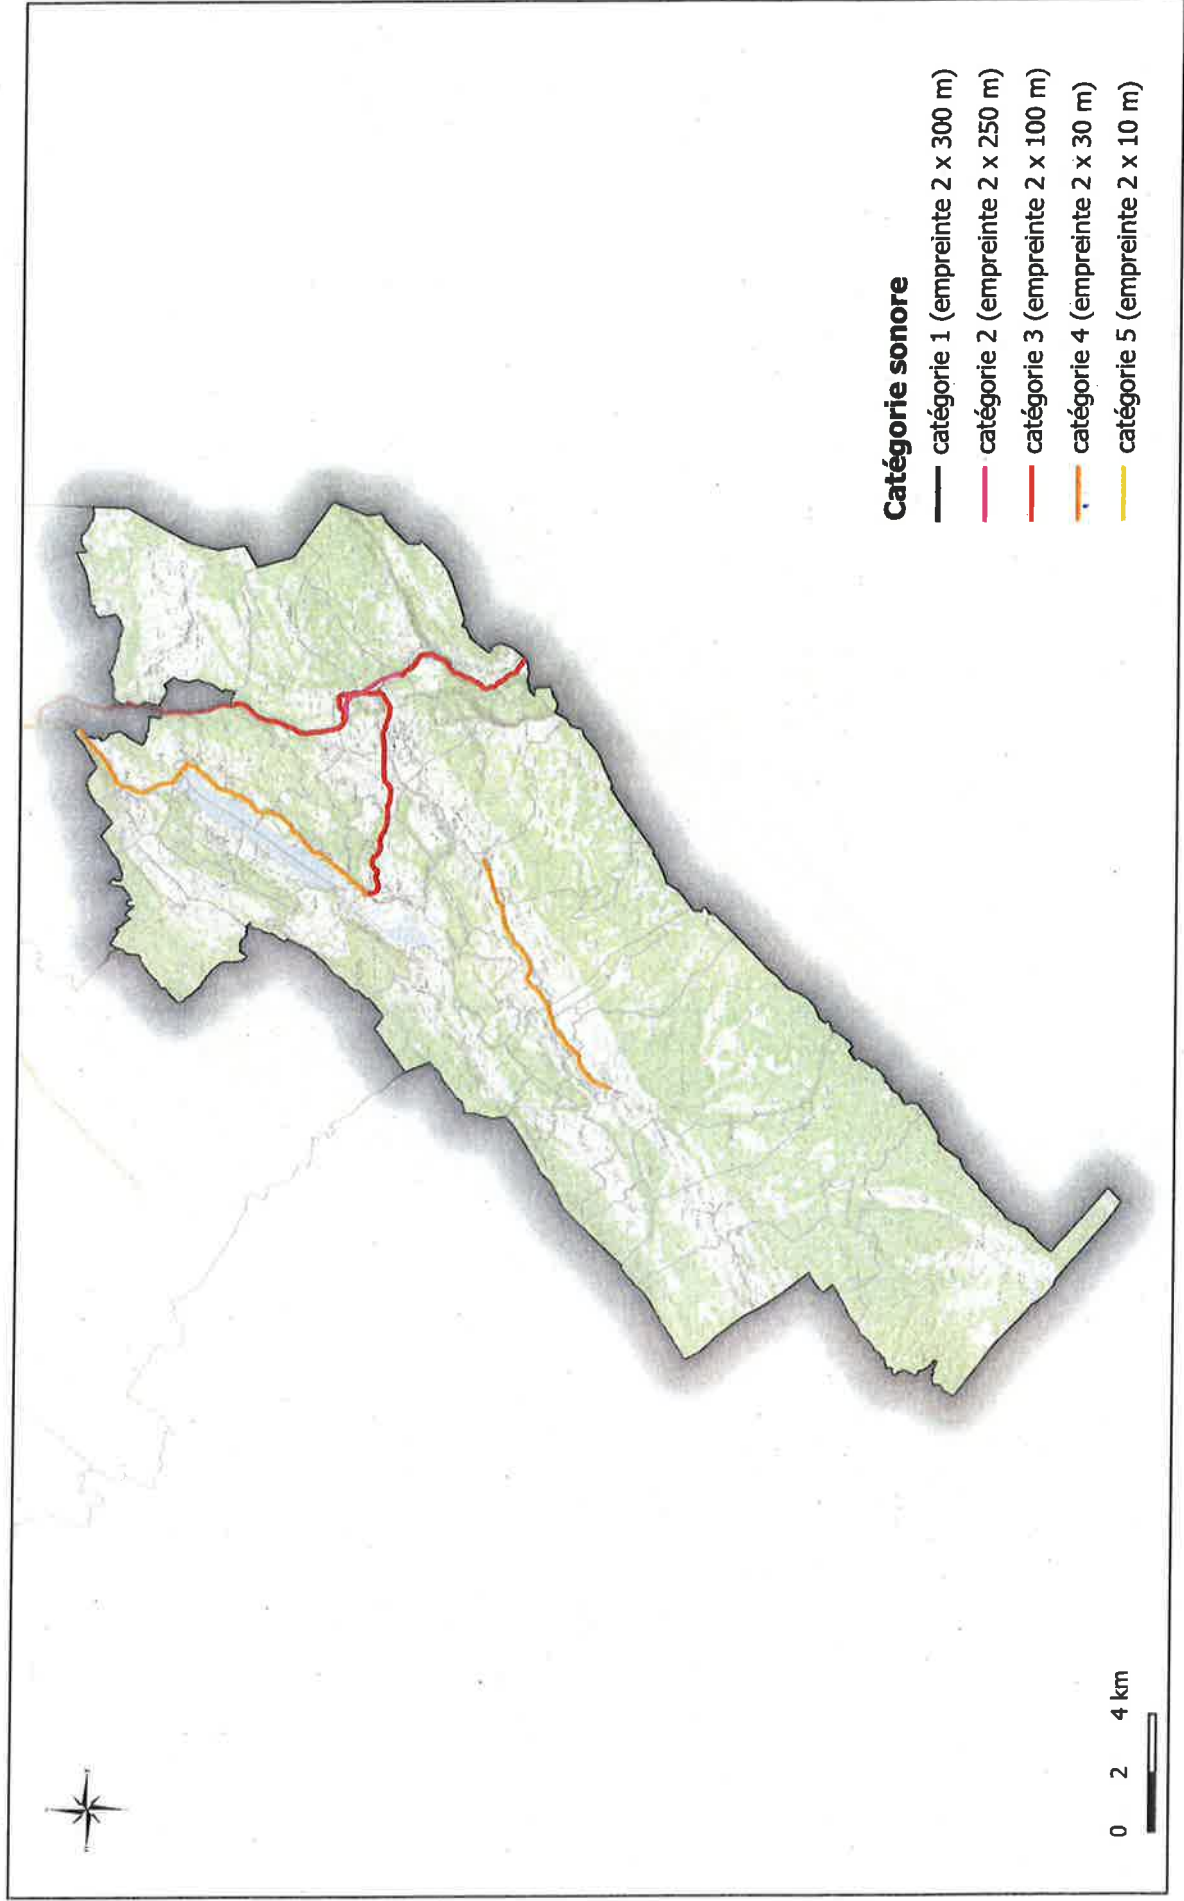 Catégorie sonore
catégorie 1 (empreinte 2 x 300 m)
catégorie 2 (empreinte 2 x 250 m)
catégorie 3 (empreinte 2 x 100 m)
catégorie 4 (empreinte 2 x 30 m)
catégorie 5 (empreinte 2 x 10 m)
0 2 4 km